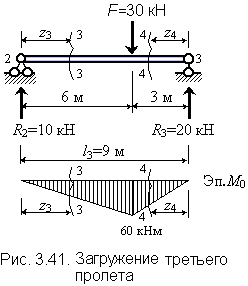 F=30 кН
z3 3 4 z4
2 3
3 4
6 м 3 м
R2=10 кН R3=20 кН
l3=9 м
3 4 Эп.M0
z3 3 4 z4
60 кНм
Рис. 3.41. Загружение третьего
пролета